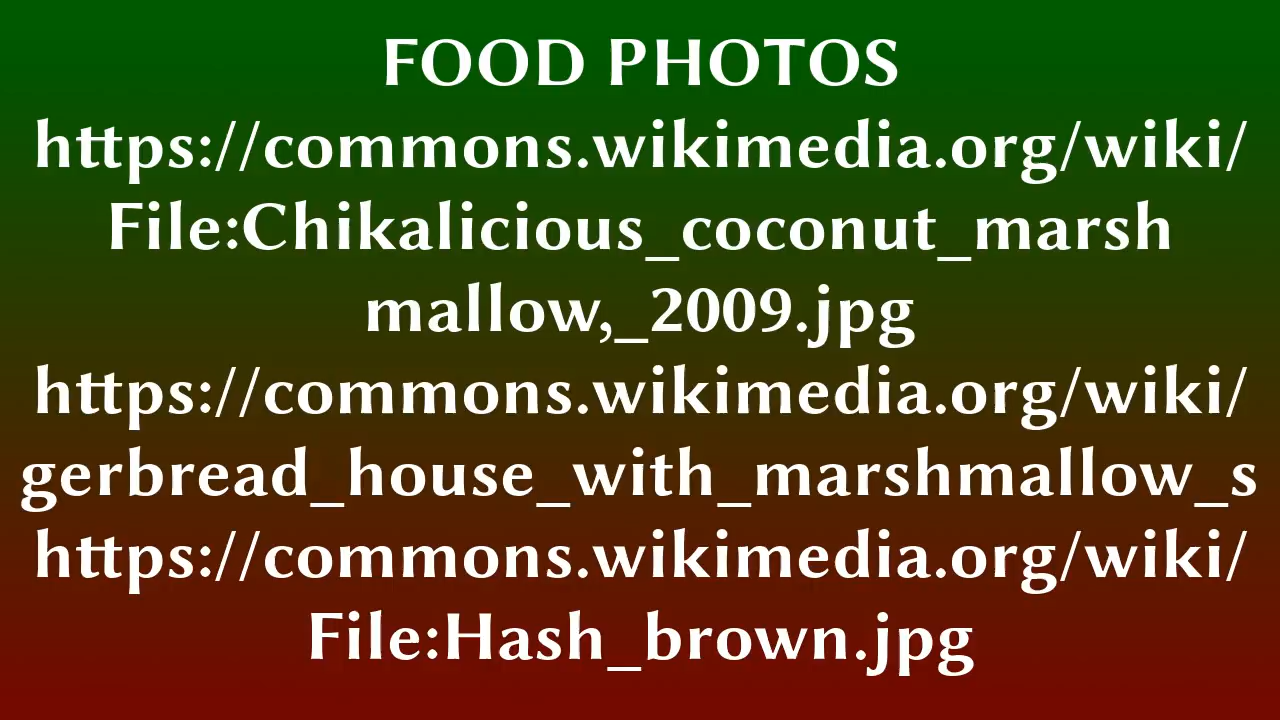 FOOD PHOTOS
https://commons.wikimedia.org/wiki/
File:Chikalicious_coconut_marsh
mallow,_2009.jpg
https://commons.wikimedia.org/wiki/
gerbread_house_with_marshmallow_s
https://commons.wikimedia.org/wiki/
File:Hash_brown.jpg